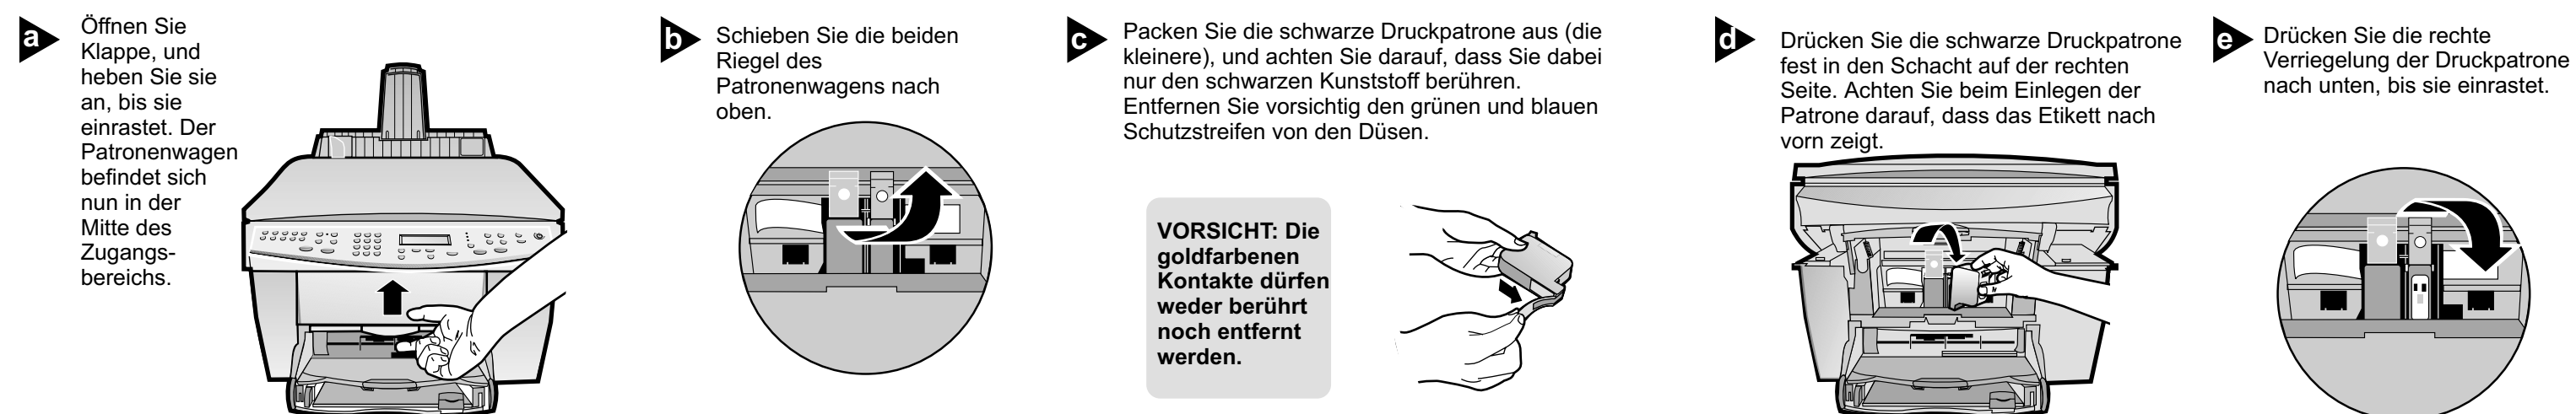 a
Öffnen Sie
Klappe, und
heben Sie sie
an, bis sie
einrastet. Der
Patronenwagen
befindet sich
nun in der
Mitte des
Zugangs-
bereichs.
b
Schieben Sie die beiden
Riegel des
Patronenwagens nach
oben.
c
Packen Sie die schwarze Druckpatrone aus (die
kleinere), und achten Sie darauf, dass Sie dabei
nur den schwarzen Kunststoff berühren.
Entfernen Sie vorsichtig den grünen und blauen
Schutzstreifen von den Düsen.
VORSICHT: Die
goldfarbenen
Kontakte dürfen
weder berührt
noch entfernt
werden.
d
Drücken Sie die schwarze Druckpatrone
fest in den Schacht auf der rechten
Seite. Achten Sie beim Einlegen der
Patrone darauf, dass das Etikett nach
vorn zeigt.
e
Drücken Sie die rechte
Verriegelung der Druckpatrone
nach unten, bis sie einrastet.